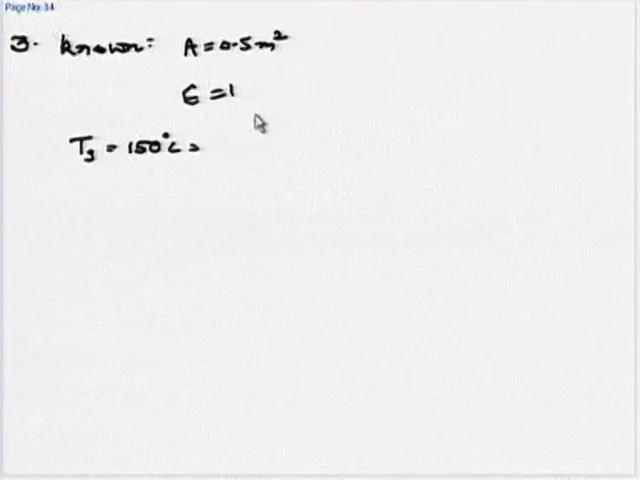 Page No: 34
3. known: A = 0.5 m²
ε = 1
Ts = 150°C =